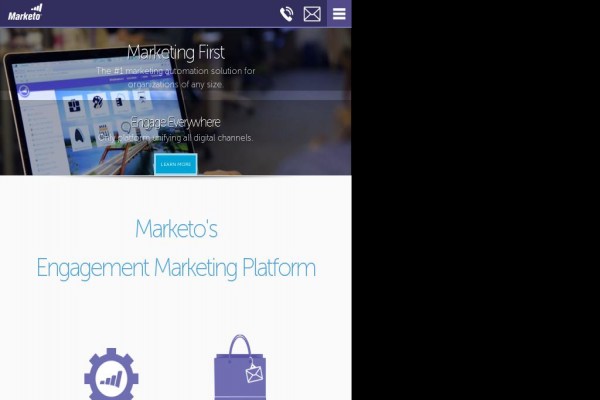 Marketo
Marketing First
The #1 marketing automation solution for
organizations of any size.
Engage Everywhere
Only platform unifying all digital channels.
LEARN MORE
Marketo's
Engagement Marketing Platform